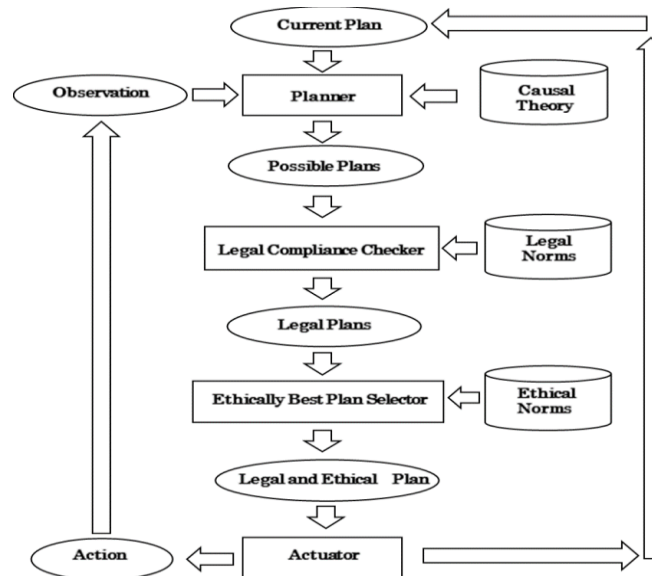 Current Plan
Observation
Planner
Causal
Theory
Possible Plans
Legal Compliance Checker
Legal
Norms
Legal Plans
Ethically Best Plan Selector
Ethical
Norms
Legal and Ethical Plan
Action
Actuator